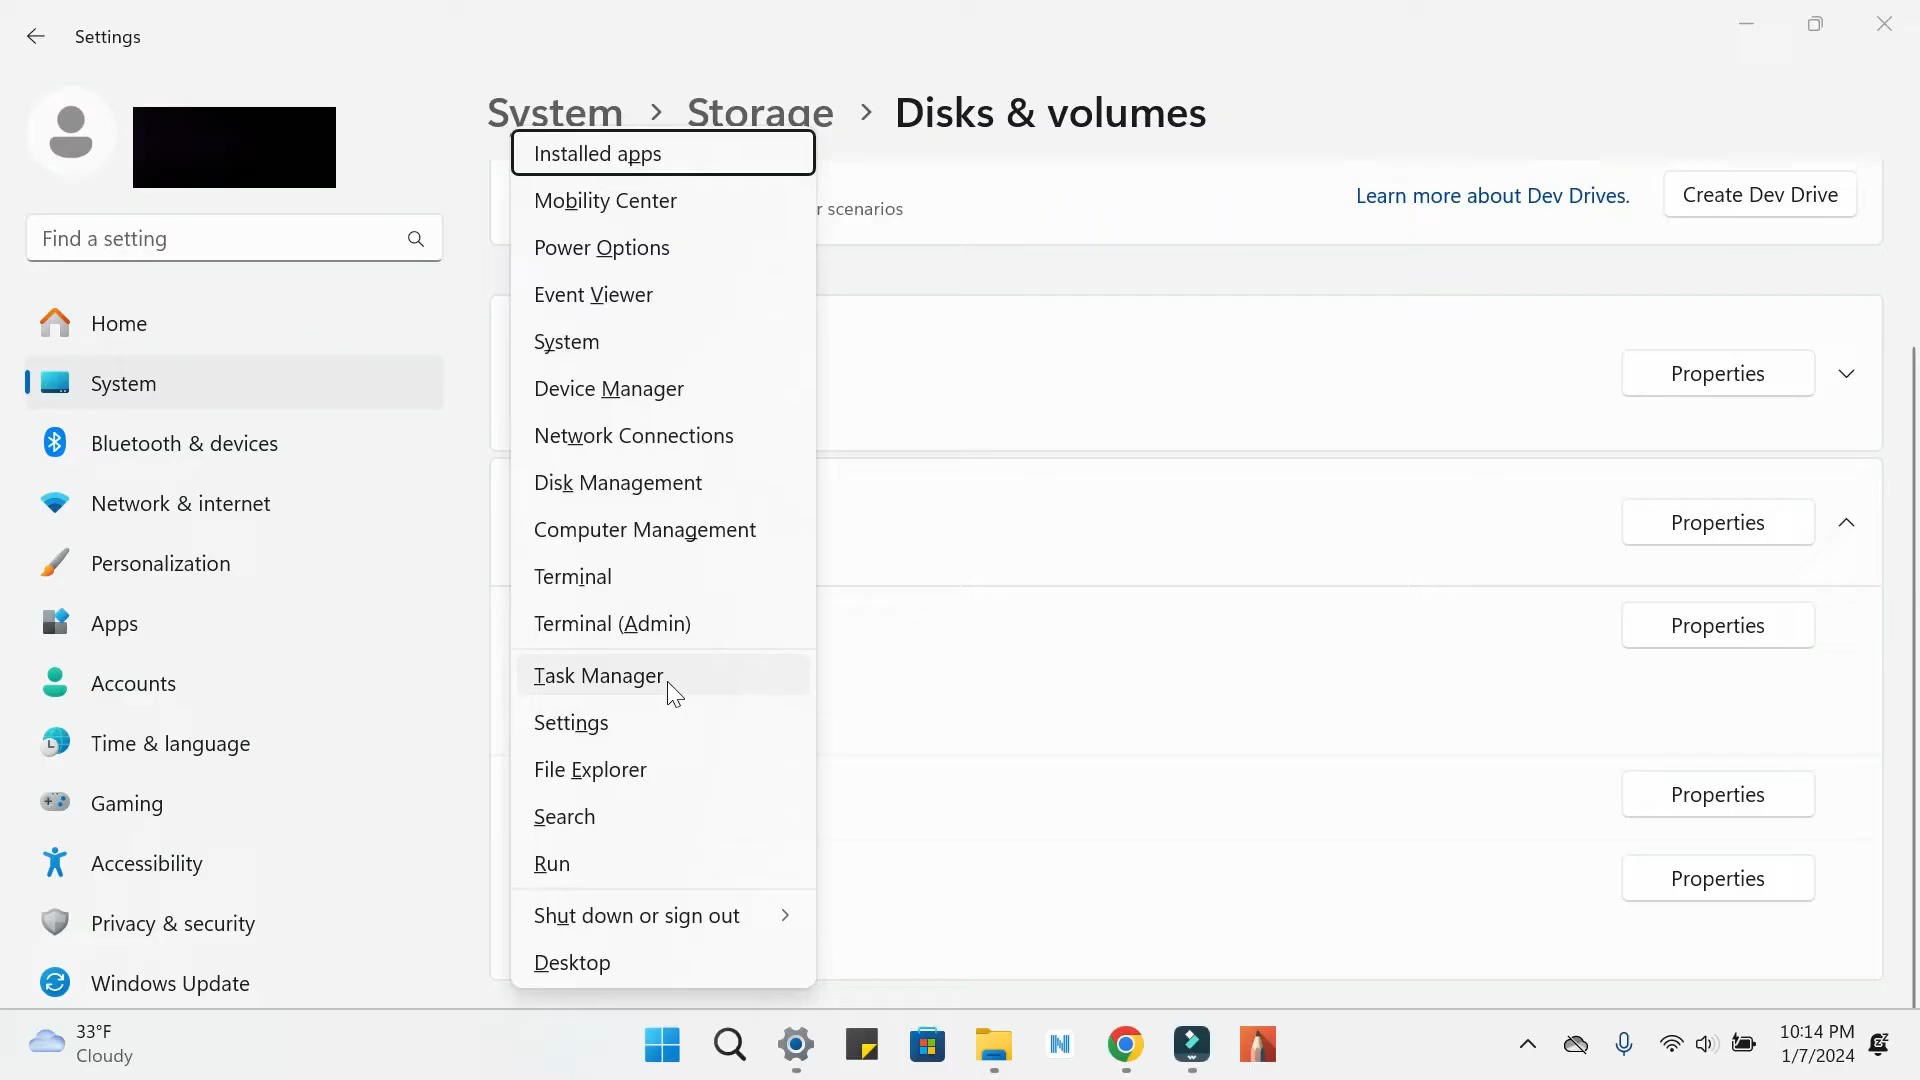 Settings
System > Storage > Disks & volumes
Find a setting
Home
System
Bluetooth & devices
Network & internet
Personalization
Apps
Accounts
Time & language
Gaming
Accessibility
Privacy & security
Windows Update
Installed apps
Mobility Center
Power Options
Event Viewer
System
Device Manager
Network Connections
Disk Management
Computer Management
Terminal
Terminal (Admin)
Task Manager
Settings
File Explorer
Search
Run
Shut down or sign out
Desktop
scenarios
Learn more about Dev Drives.
Create Dev Drive
Properties
Properties
Properties
Properties
Properties
33°F
Cloudy
10:14 PM
1/7/2024